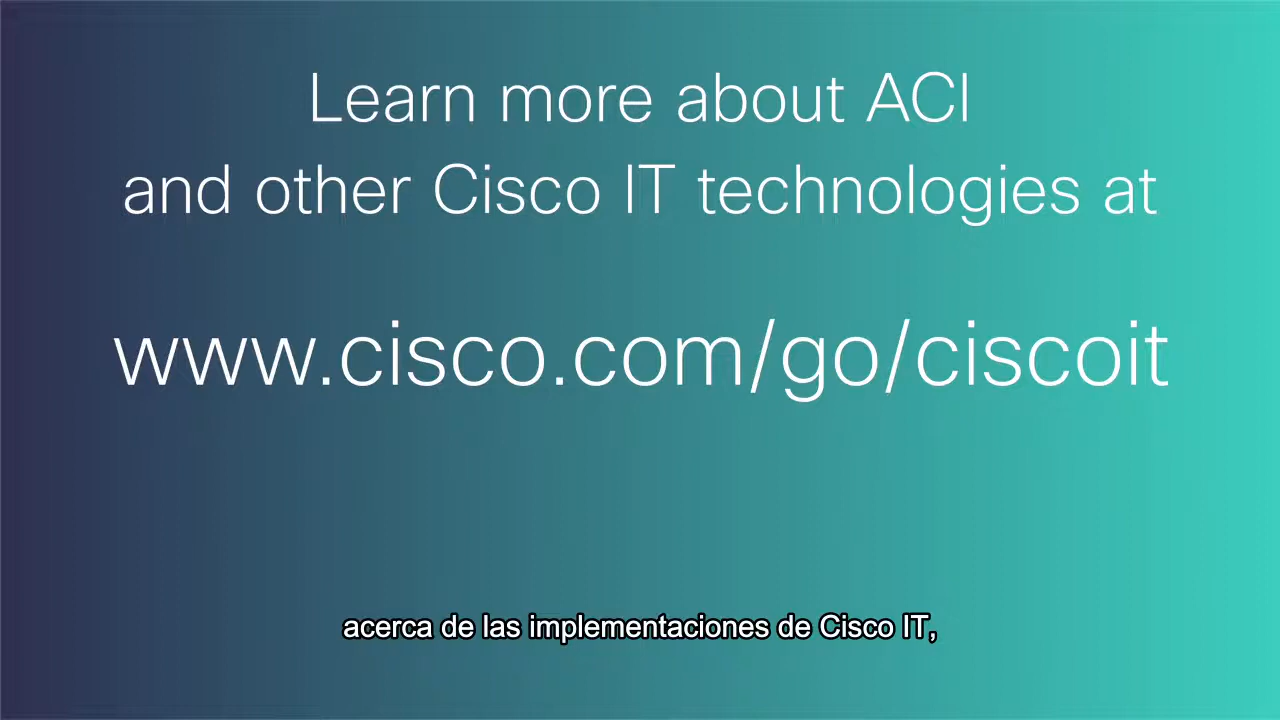 Learn more about ACI
and other Cisco IT technologies at
www.cisco.com/go/ciscoit
acerca de las implementaciones de Cisco IT,